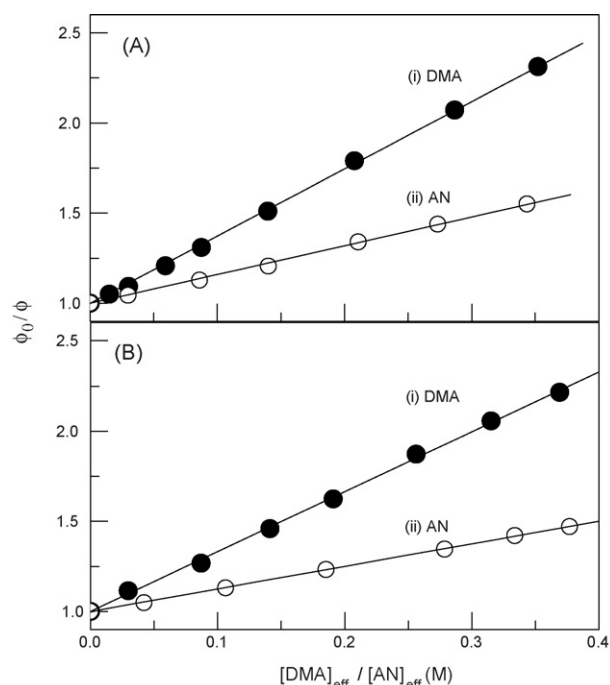 (A)
2.5
(i) DMA
2.0
(ii) AN
1.5
1.0
ϕ₀/ϕ
(B)
2.5
(i) DMA
2.0
(ii) AN
1.5
1.0
0.0 0.1 0.2 0.3 0.4
[DMA]eff / [AN]eff (M)